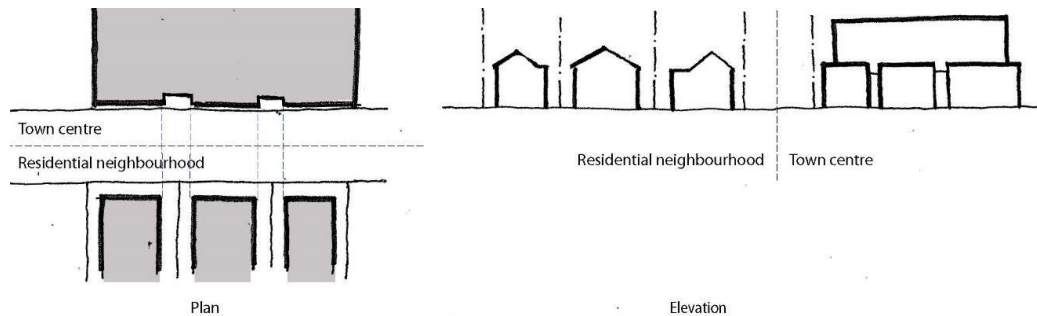 Town centre
Residential neighbourhood
Plan
Residential neighbourhood
Town centre
Elevation